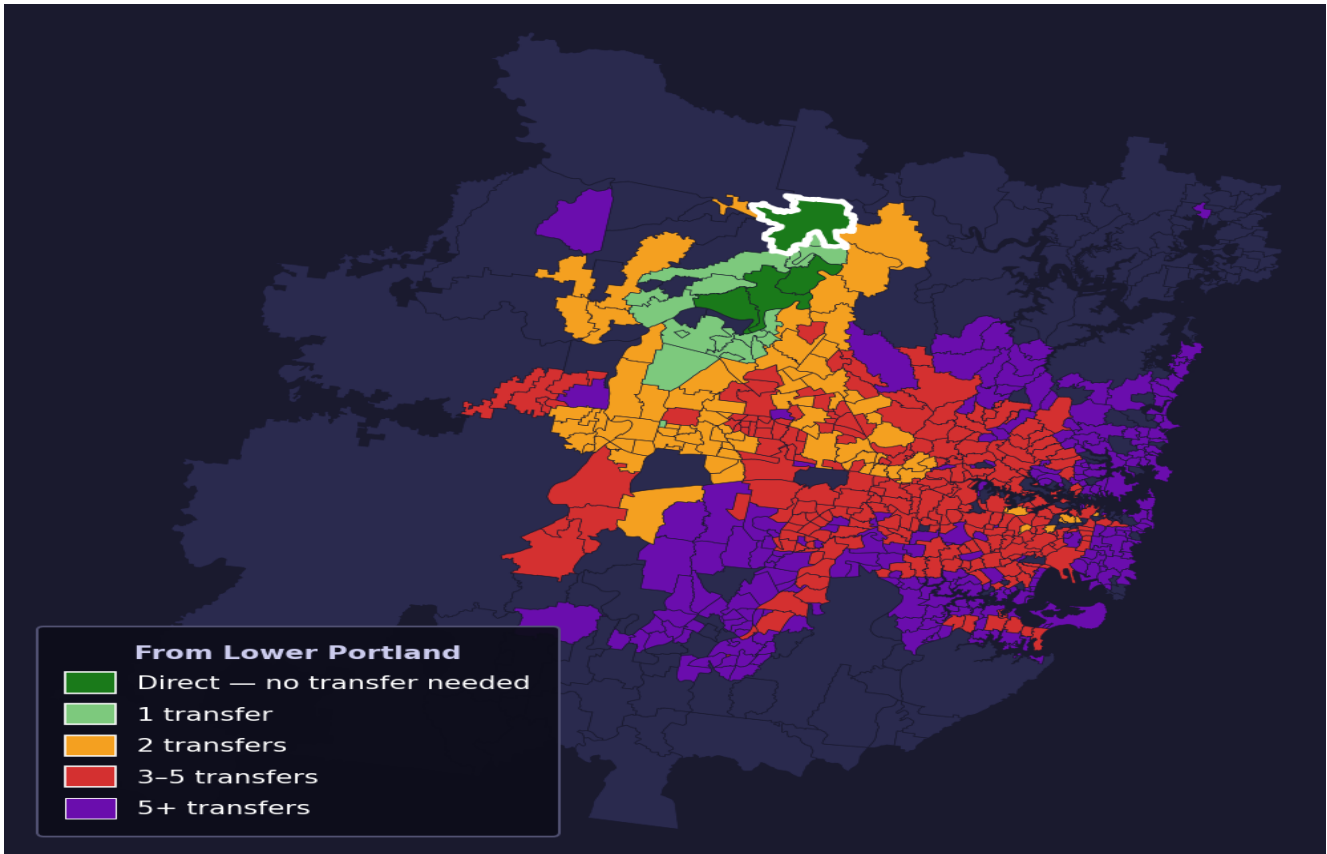 From Lower Portland
Direct — no transfer needed
1 transfer
2 transfers
3–5 transfers
5+ transfers